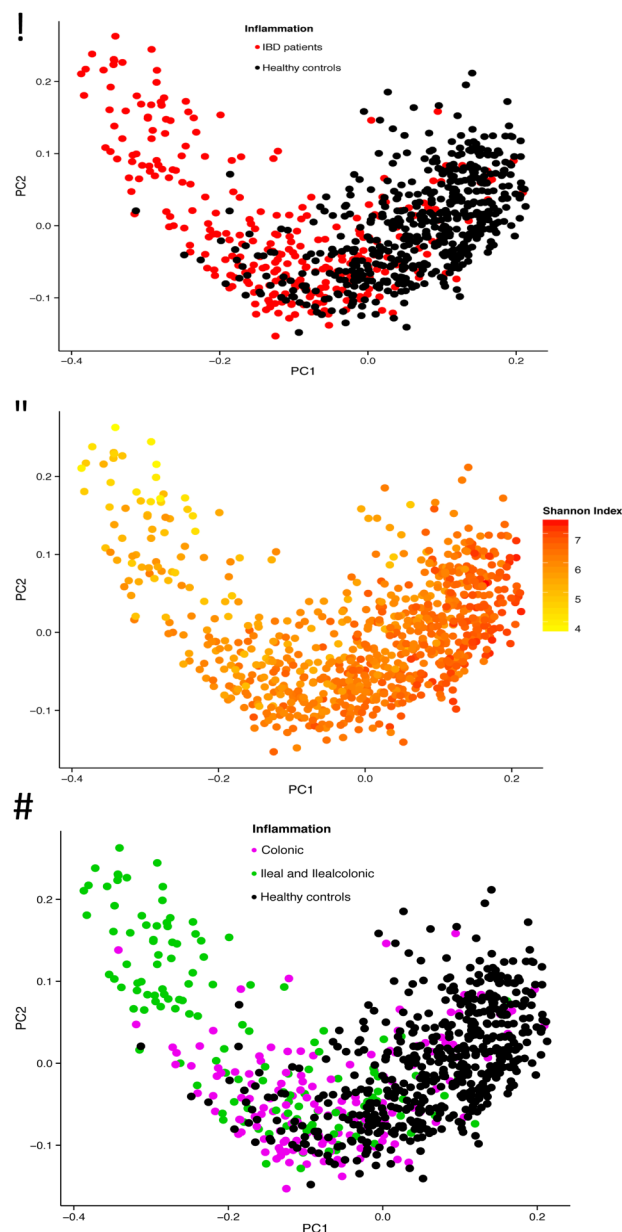 !
Inflammation
IBD patients
Healthy controls
0.2
0.1
0.0
−0.1
PC2
−0.4
−0.2
0.0
0.2
PC1
"
Shannon Index
7
6
5
4
0.2
0.1
0.0
−0.1
PC2
−0.4
−0.2
0.0
0.2
PC1
#
Inflammation
Colonic
Ileal and Ilealcolonic
Healthy controls
0.2
0.1
0.0
−0.1
PC2
−0.4
−0.2
0.0
0.2
PC1